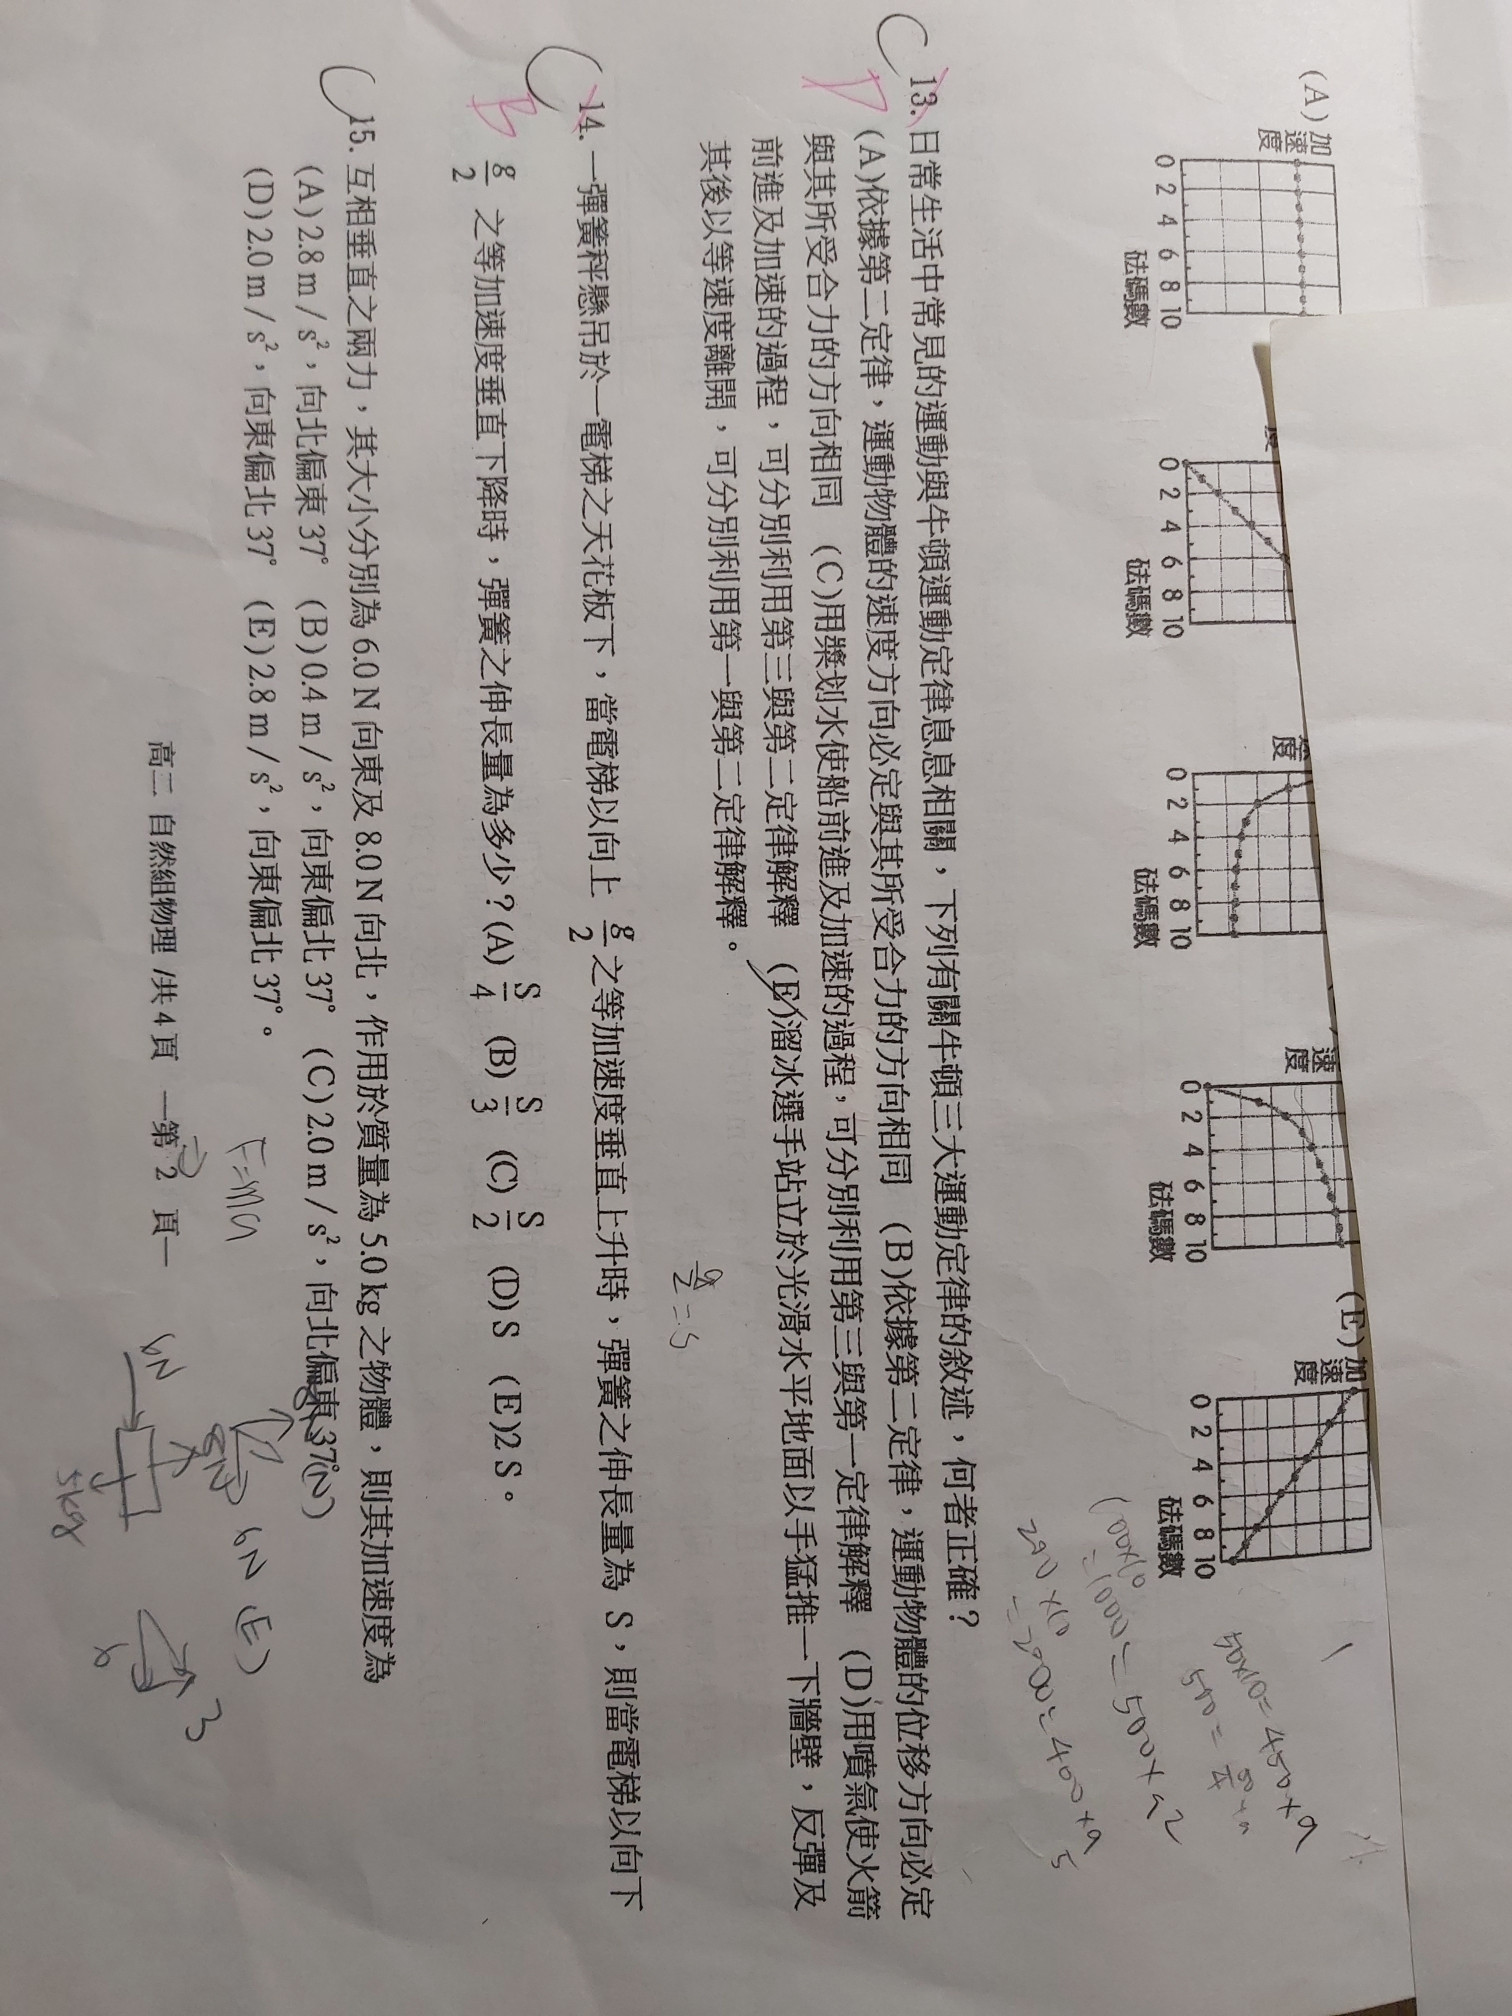 (A) 加速度
0 2 4 6 8 10
砝碼數
0 2 4 6 8 10
砝碼數
度
0 2 4 6 8 10
砝碼數
速度
0 2 4 6 8 10
砝碼數
(E) 加速度
0 2 4 6 8 10
砝碼數
C
D
13. 日常生活中常見的運動與牛頓運動定律息息相關，下列有關牛頓三大運動定律的敘述，何者正確？
(A)依據第二定律，運動物體的速度方向必定與其所受合力的方向相同 (B)依據第二定律，運動物體的位移方向必定
與其所受合力的方向相同 (C)用槳划水使船前進及加速的過程，可分別利用第三與第一定律解釋 (D)用噴氣使火箭
前進及加速的過程，可分別利用第三與第二定律解釋 (E)溜冰選手站立於光滑水平地面以手猛推一下牆壁，反彈及
其後以等速度離開，可分別利用第一與第二定律解釋。
g/2 = S
C
B
14. 一彈簧秤懸吊於一電梯之天花板下，當電梯以向上 g/2 之等加速度垂直上升時，彈簧之伸長量為 S，則當電梯以向下
g/2 之等加速度垂直下降時，彈簧之伸長量為多少？(A) S/4 (B) S/3 (C) S/2 (D) S (E)2S。
C
15. 互相垂直之兩力，其大小分別為 6.0 N 向東及 8.0 N 向北，作用於質量為 5.0 kg 之物體，則其加速度為
(A) 2.8 m / s²，向北偏東 37° (B) 0.4 m / s²，向東偏北 37° (C) 2.0 m / s²，向北偏東 37°
(D) 2.0 m / s²，向東偏北 37° (E) 2.8 m / s²，向東偏北 37°。
F=ma
6N
8N
5kg
6N (E)
8N(N)
高二 自然組物理 /共 4 頁 —第 2 頁—